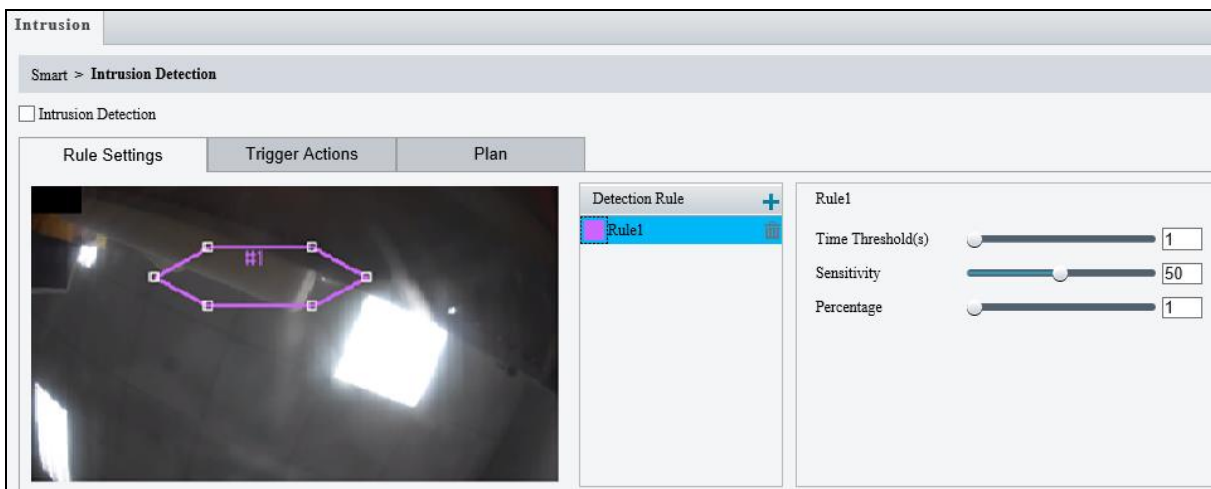 Intrusion
Smart > Intrusion Detection
Intrusion Detection
Rule Settings
Trigger Actions
Plan
#1
Detection Rule
Rule1
Rule1
Time Threshold(s) 1
Sensitivity 50
Percentage 1